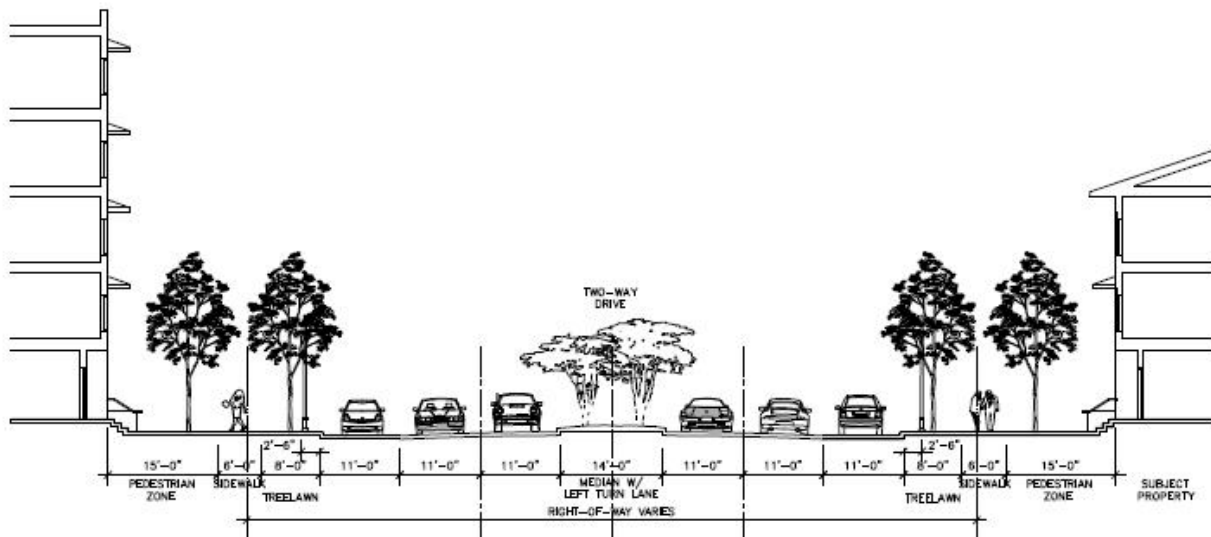 TWO-WAY
DRIVE
2'-6" 2'-6"
15'-0" 6'-0" 8'-0" 11'-0" 11'-0" 11'-0" 14'-0" 11'-0" 11'-0" 11'-0" 8'-0" 6'-0" 15'-0"
PEDESTRIAN
ZONE
SIDEWALK
TREELAWN
MEDIAN W/
LEFT TURN LANE
RIGHT-OF-WAY VARIES
TREELAWN
SIDEWALK
PEDESTRIAN
ZONE
SUBJECT
PROPERTY